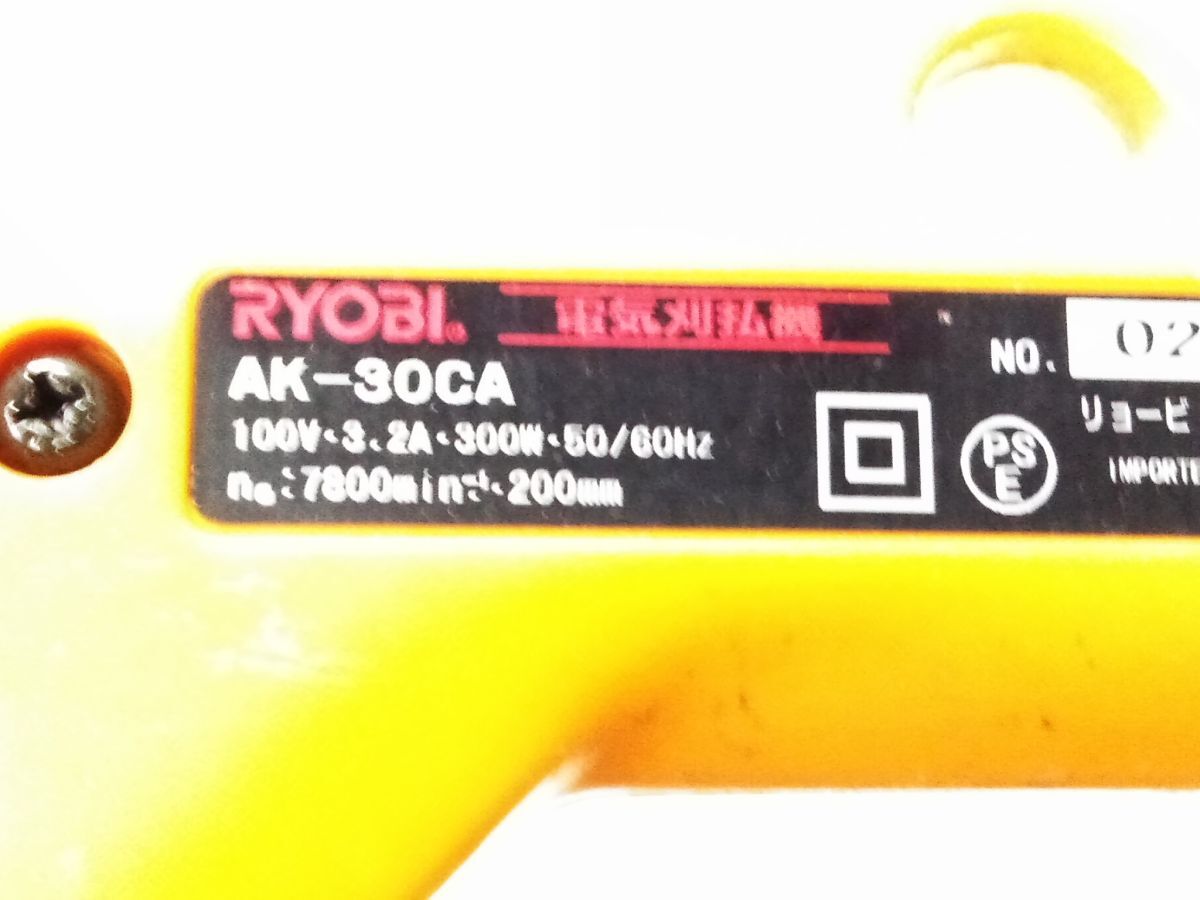 RYOBI® 電気刈払機
AK-30CA
100V・3.2A・300W・50/60Hz
n₀:7800min⁻¹・200mm
NO. 02
PSE
リョービ
IMPORTE